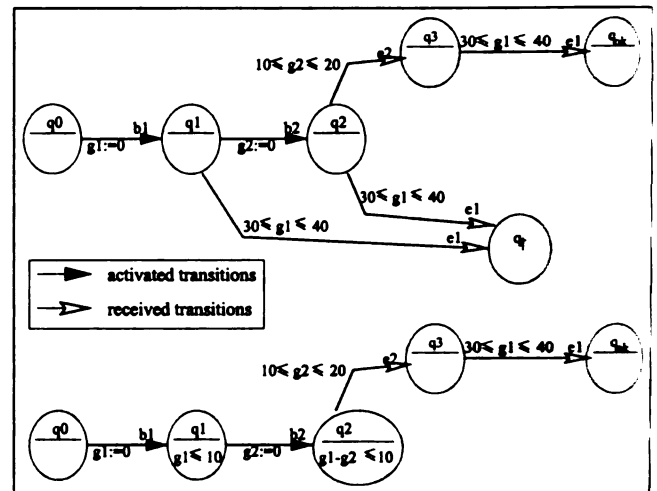 q3
30≤ g1 ≤ 40
e1
q_ok
10≤ g2 ≤ 20
e2
q0
b1
g1:=0
q1
b2
g2:=0
q2
30≤ g1 ≤ 40
e1
30≤ g1 ≤ 40
e1
q_f
activated transitions
received transitions
q3
30≤ g1 ≤ 40
e1
q_ok
10≤ g2 ≤ 20
e2
q0
b1
g1:=0
q1
g1≤ 10
b2
g2:=0
q2
g1-g2 ≤10